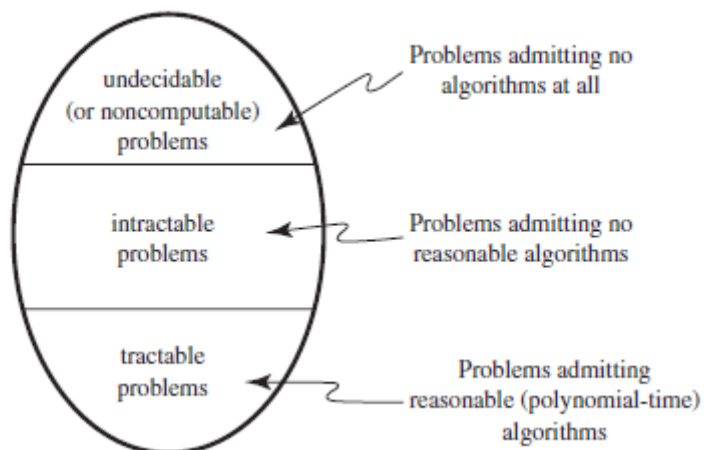 undecidable
(or noncomputable)
problems
Problems admitting no
algorithms at all
intractable
problems
Problems admitting no
reasonable algorithms
tractable
problems
Problems admitting
reasonable (polynomial-time)
algorithms